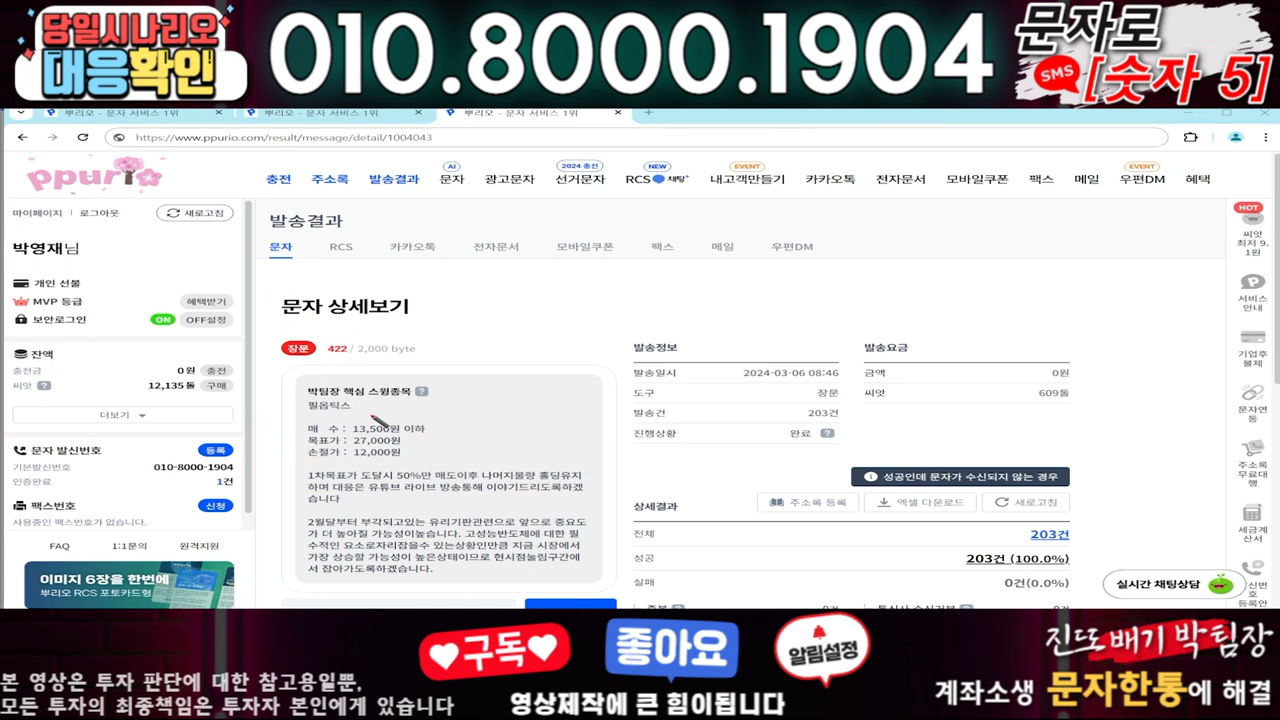 당일시나리오
대응확인
010.8000.1904
문자로
SMS
[숫자 5]
뿌리오 - 문자 서비스 1위
뿌리오 - 문자 서비스 1위
뿌리오 - 문자 서비스 1위
https://www.ppurio.com/result/message/detail/1004043
ppurio
충전
주소록
발송결과
AI
문자
광고문자
2024 총선
선거문자
NEW
RCS 채팅+
EVENT
내고객만들기
카카오톡
전자문서
모바일쿠폰
팩스
메일
EVENT
우편DM
혜택
마이페이지 | 로그아웃
새로고침
박영재님
개인 선불
MVP 등급
혜택받기
보안로그인
ON
OFF설정
잔액
충전금
0원
충전
씨앗 ?
12,135톨
구매
더보기
문자 발신번호
등록
기본발신번호
010-8000-1904
인증완료
1건
팩스번호
신청
사용중인 팩스번호가 없습니다.
FAQ
1:1문의
원격지원
이미지 6장을 한번에
뿌리오 RCS 포토카드형
발송결과
문자
RCS
카카오톡
전자문서
모바일쿠폰
팩스
메일
우편DM
문자 상세보기
장문
422 / 2,000 byte
박팀장 핵심 스윙종목 ?
필옵틱스
매 수 : 13,500원 이하
목표가 : 27,000원
손절가 : 12,000원
1차목표가 도달시 50%만 매도이후 나머지물량 홀딩유지
하며 대응은 유튜브 라이브 방송통해 이야기드리도록하겠
습니다
2월달부터 부각되고있는 유리기판관련으로 앞으로 중요도
가 더 높아질 가능성이높습니다. 고성능반도체에 대한 필
수적인 요소로자리잡을수 있는상황인만큼 지금 시장에서
가장 상승할 가능성이 높은상태이므로 현시점눌림구간에
서 잡아가도록하겠습니다.
발송정보
발송일시
2024-03-06 08:46
도구
장문
발송건
203건
진행상황
완료 ?
발송요금
금액
0원
씨앗
609톨
성공인데 문자가 수신되지 않는 경우
상세결과
주소록 등록
엑셀 다운로드
새로고침
전체
203건
성공
203건 (100.0%)
실패
0건(0.0%)
HOT
씨앗
최저 9.
1원
서비스
안내
기업후
불제
문자연
동
주소록
무료대
행
세금계
산서
실시간 채팅상담
등록안
본 영상은 투자 판단에 대한 참고용일뿐,
모든 투자의 최종책임은 투자자 본인에게 있습니다
구독
좋아요
알림설정
영상제작에 큰 힘이됩니다
진또배기 박팀장
계좌소생 문자한통에 해결